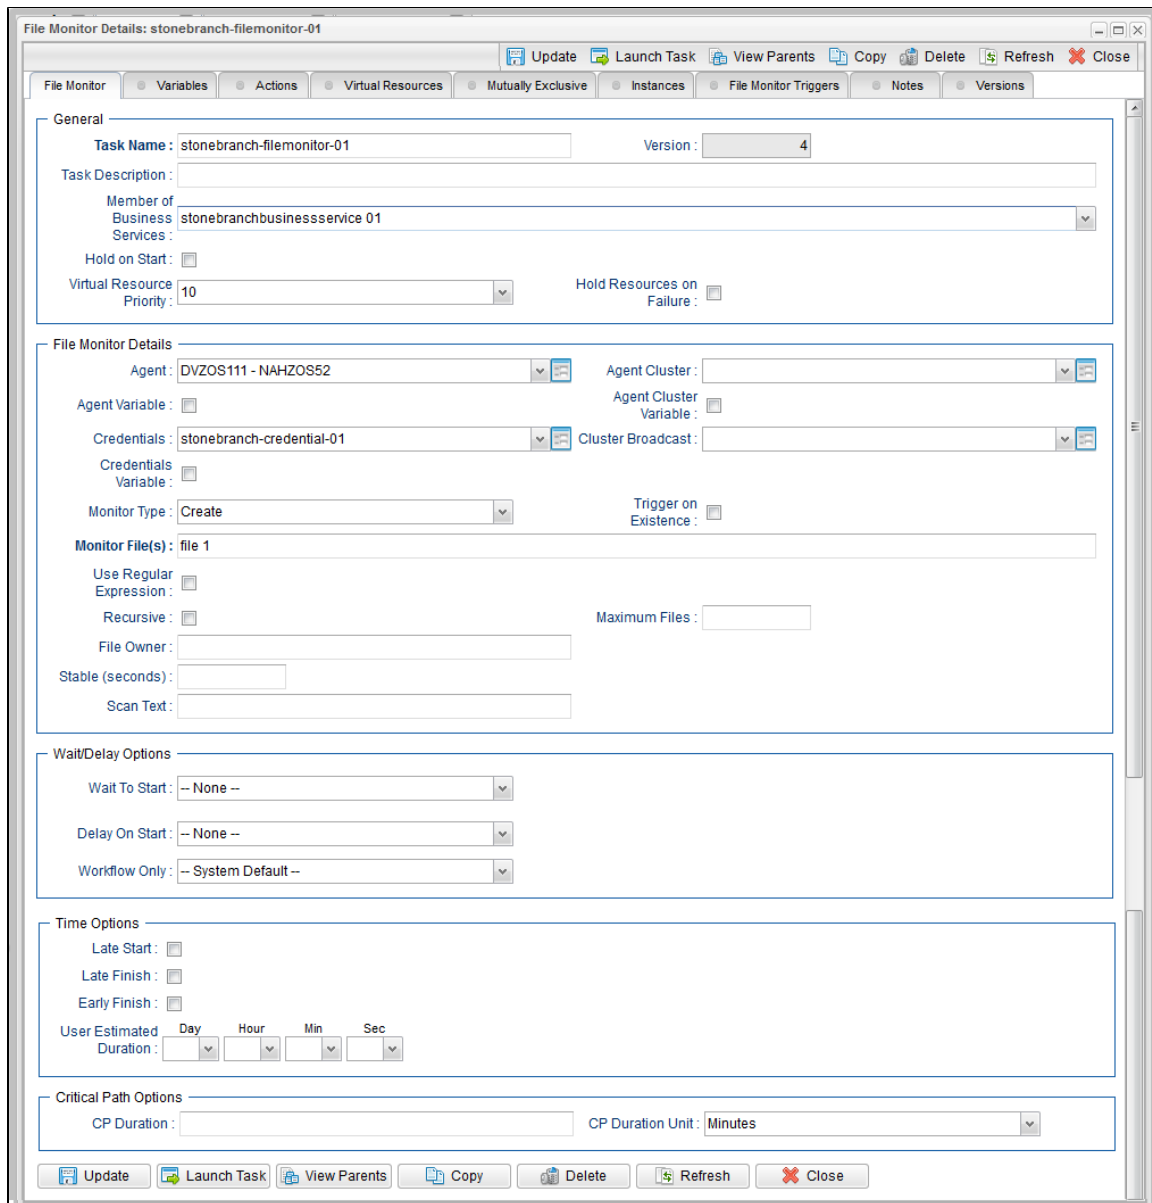 File Monitor Details: stonebranch-filemonitor-01
Update Launch Task View Parents Copy Delete Refresh Close
File Monitor Variables Actions Virtual Resources Mutually Exclusive Instances File Monitor Triggers Notes Versions
General
Task Name : stonebranch-filemonitor-01 Version : 4
Task Description :
Member of
Business
Services :
stonebranchbusinessservice 01
Hold on Start :
Virtual Resource
Priority :
10
Hold Resources on
Failure :
File Monitor Details
Agent : DVZOS111 - NAHZOS52 Agent Cluster :
Agent Variable :
Agent Cluster
Variable :
Credentials : stonebranch-credential-01 Cluster Broadcast :
Credentials
Variable :
Monitor Type : Create
Trigger on
Existence :
Monitor File(s) : file 1
Use Regular
Expression :
Recursive : Maximum Files :
File Owner :
Stable (seconds) :
Scan Text :
Wait/Delay Options
Wait To Start : -- None --
Delay On Start : -- None --
Workflow Only : -- System Default --
Time Options
Late Start :
Late Finish :
Early Finish :
User Estimated
Duration :
Day Hour Min Sec
Critical Path Options
CP Duration : CP Duration Unit : Minutes
Update Launch Task View Parents Copy Delete Refresh Close